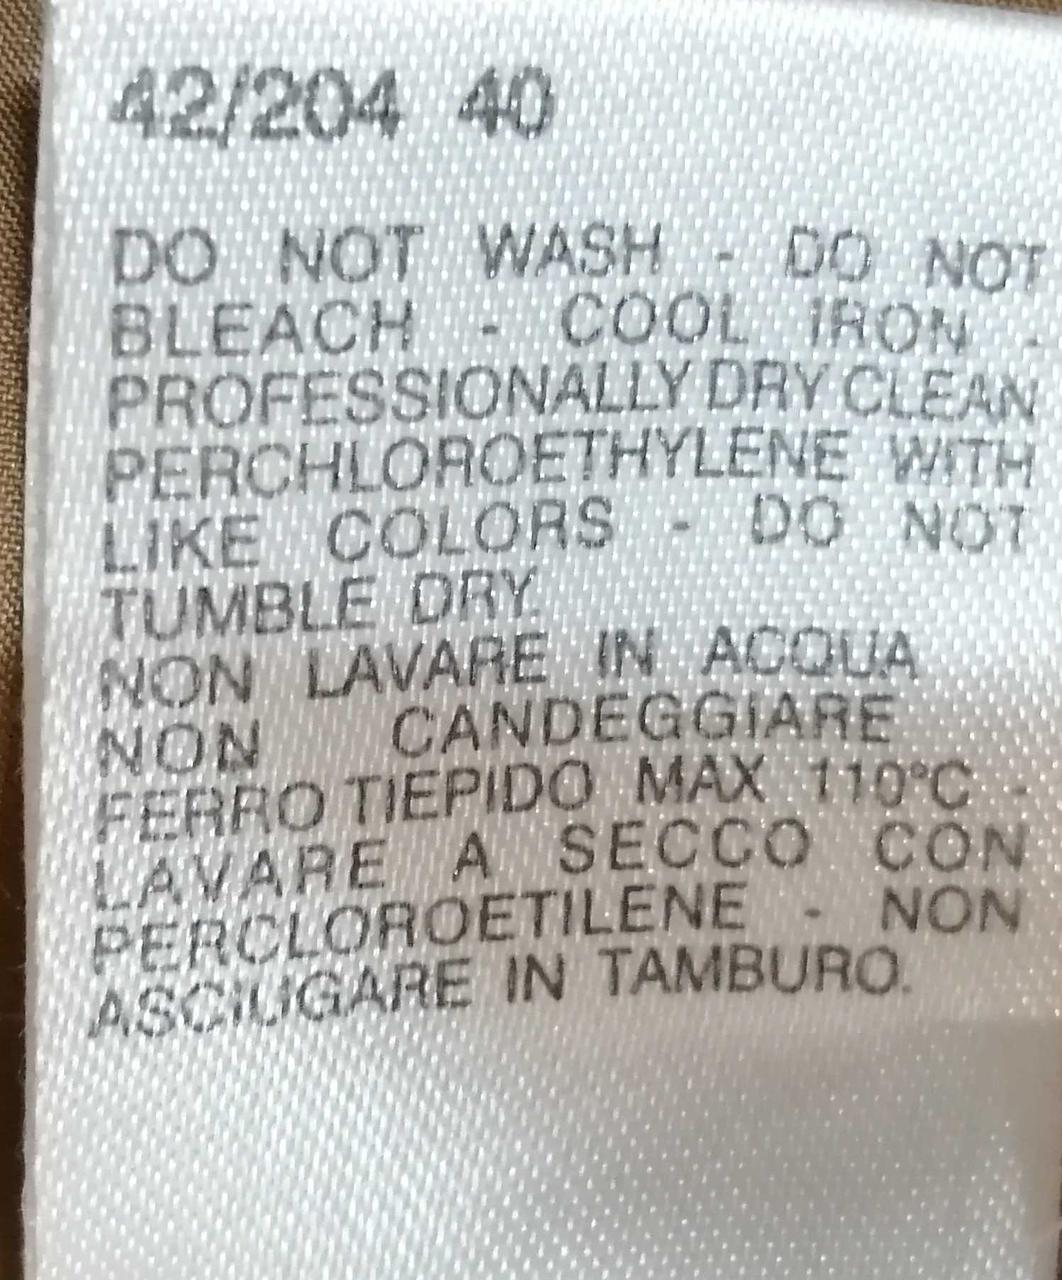 42/204 40
DO NOT WASH - DO NOT
BLEACH - COOL IRON -
PROFESSIONALLY DRY CLEAN
PERCHLOROETHYLENE WITH
LIKE COLORS - DO NOT
TUMBLE DRY.
NON LAVARE IN ACQUA
NON CANDEGGIARE
FERRO TIEPIDO MAX 110°C -
LAVARE A SECCO CON
PERCLOROETILENE - NON
ASCIUGARE IN TAMBURO.